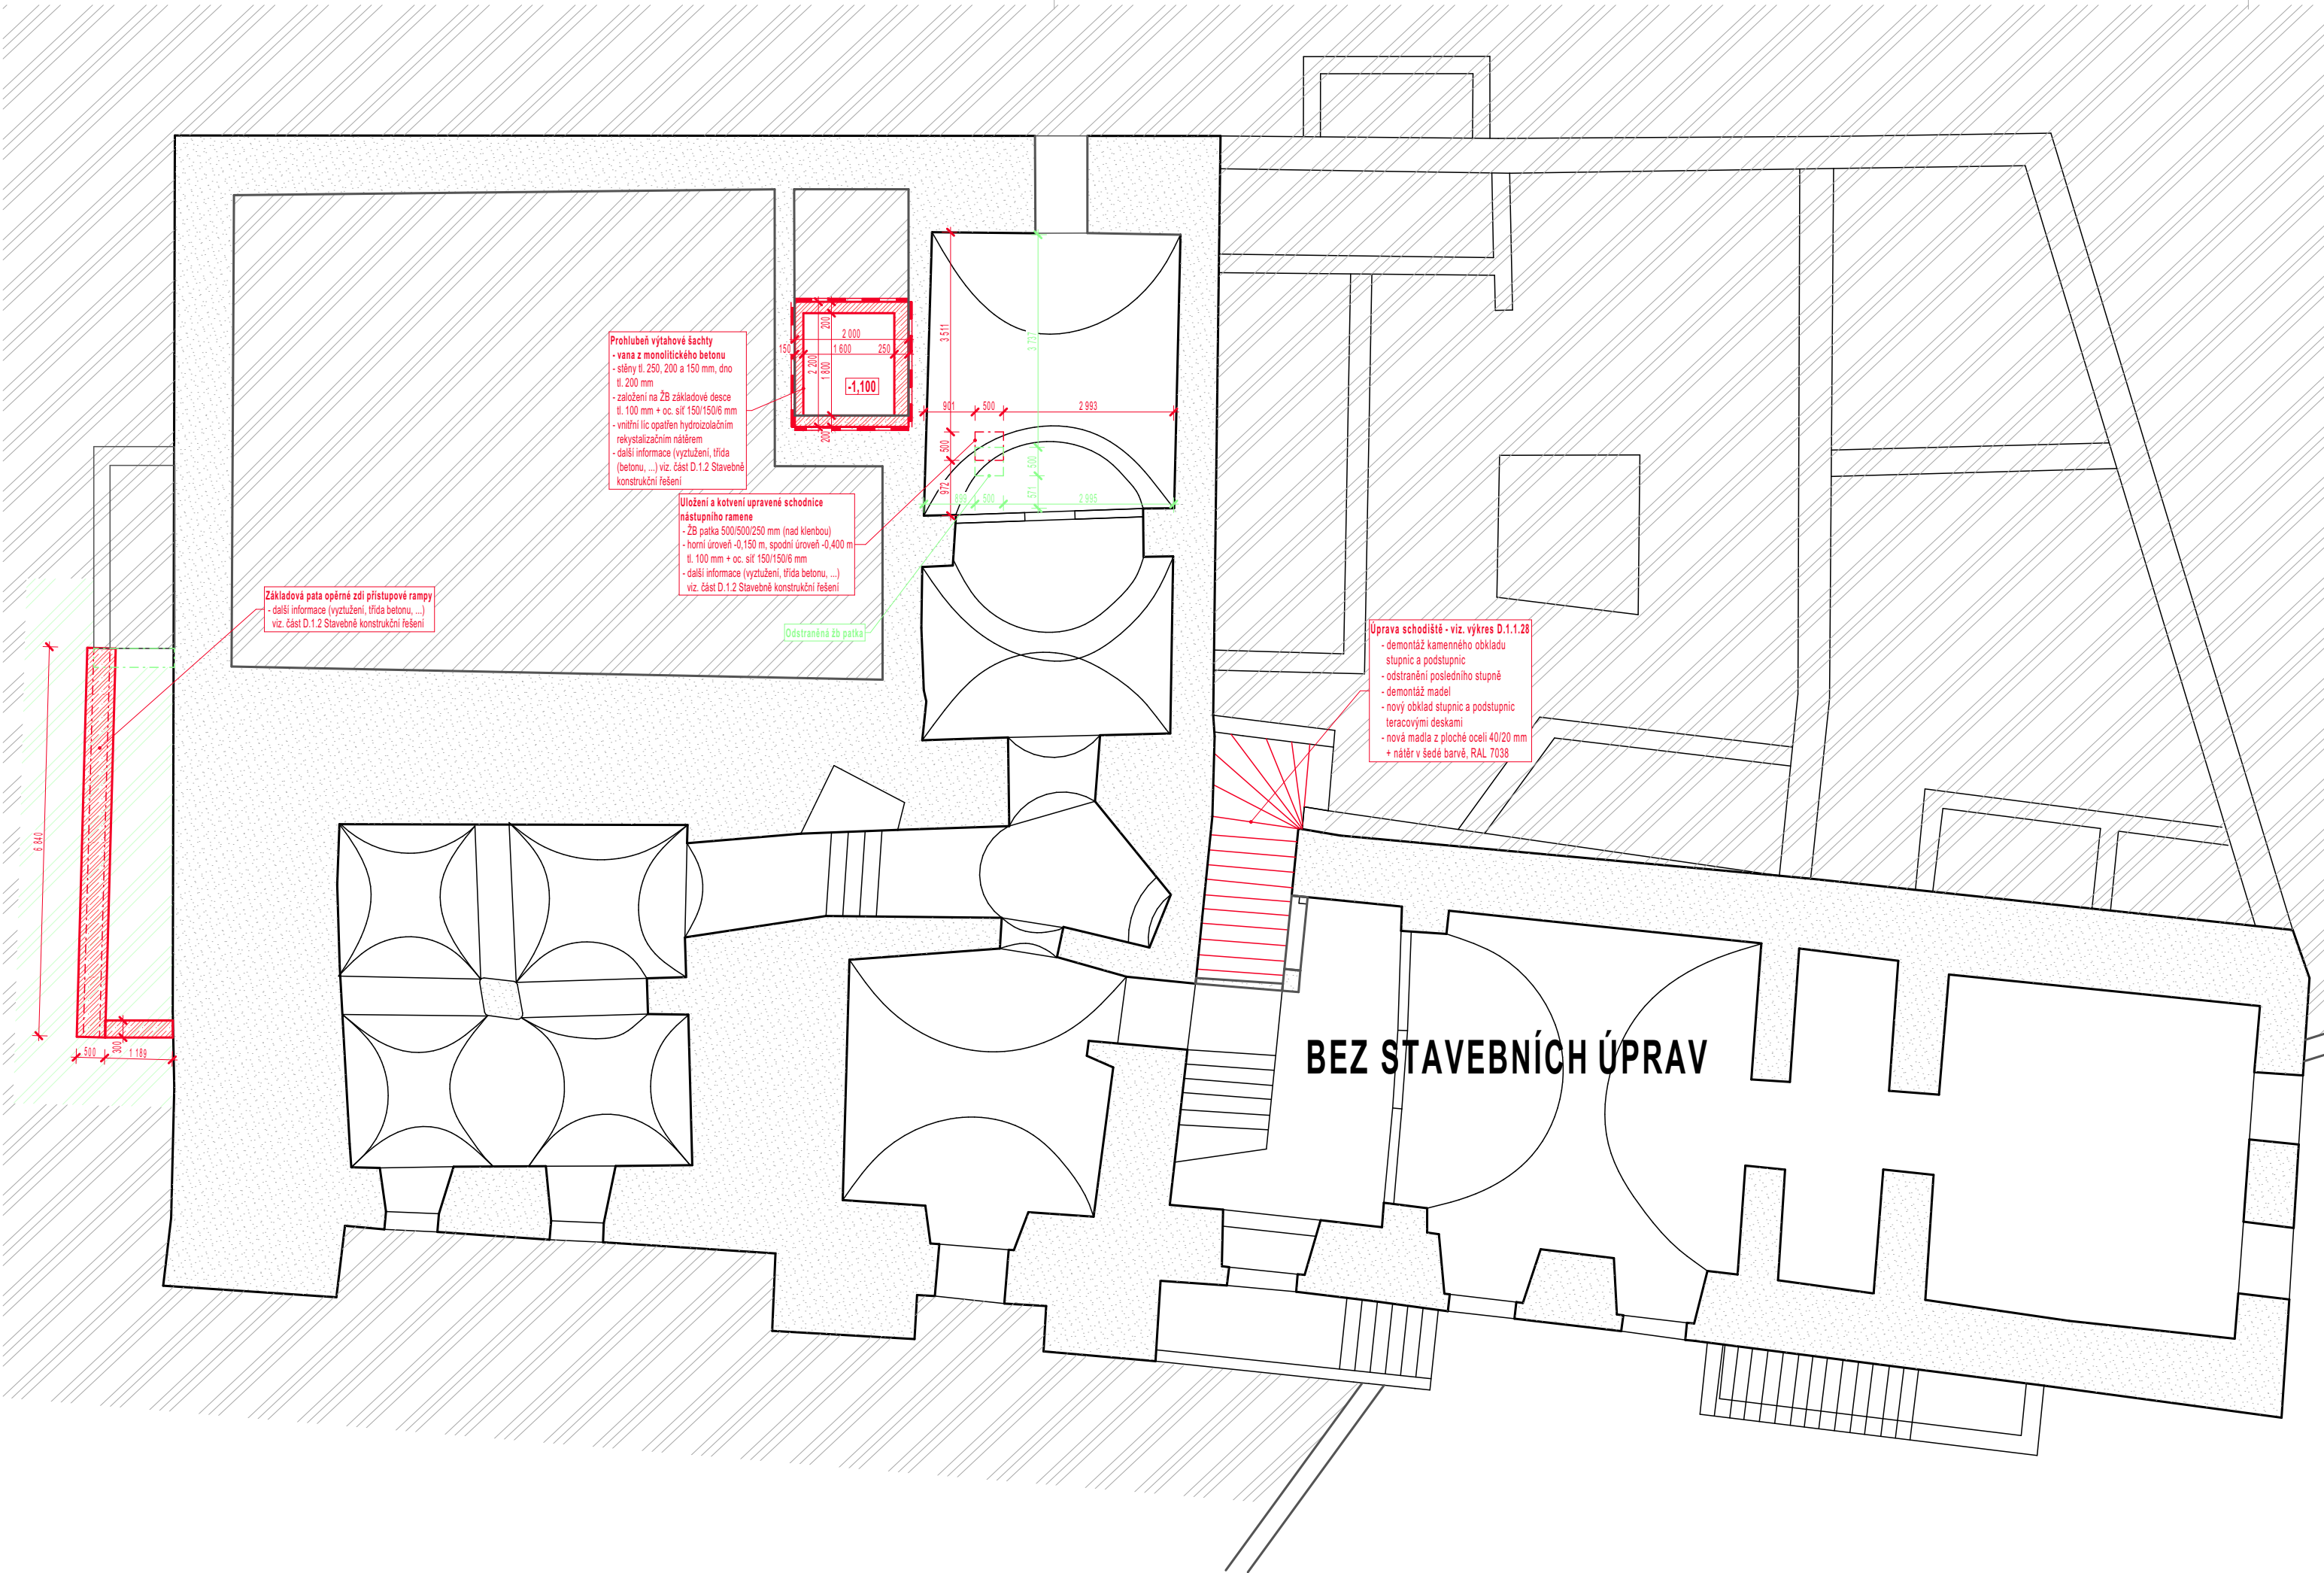 Prohlubeň výtahové šachty
- vana z monolitického betonu
- stěny tl. 250, 200 a 150 mm, dno
tl. 200 mm
- založení na ŽB základové desce
tl. 100 mm + oc. síť 150/150/6 mm
- vnitřní líc opatřen hydroizolačním
rekystalizačním nátěrem
- další informace (vyztužení, třída
(betonu, ...) viz. část D.1.2 Stavebně
konstrukční řešení
200
2 000
150
1 600
250
2 200
1 800
-1,100
200
3 511
3 737
901
500
2 993
500
500
972
571
899
500
2 995
Uložení a kotvení upravené schodnice
nástupního ramene
- ŽB patka 500/500/250 mm (nad klenbou)
- horní úroveň -0,150 m, spodní úroveň -0,400 m
tl. 100 mm + oc. síť 150/150/6 mm
- další informace (vyztužení, třída betonu, ...)
viz. část D.1.2 Stavebně konstrukční řešení
Odstraněná žb patka
Základová pata opěrné zdi přístupové rampy
- další informace (vyztužení, třída betonu, ...)
viz. část D.1.2 Stavebně konstrukční řešení
Úprava schodiště - viz. výkres D.1.1.28
- demontáž kamenného obkladu
stupnic a podstupnic
- odstranění posledního stupně
- demontáž madel
- nový obklad stupnic a podstupnic
teracovými deskami
- nová madla z ploché oceli 40/20 mm
+ nátěr v šedé barvě, RAL 7038
6 840
500
300
1 189
BEZ STAVEBNÍCH ÚPRAV